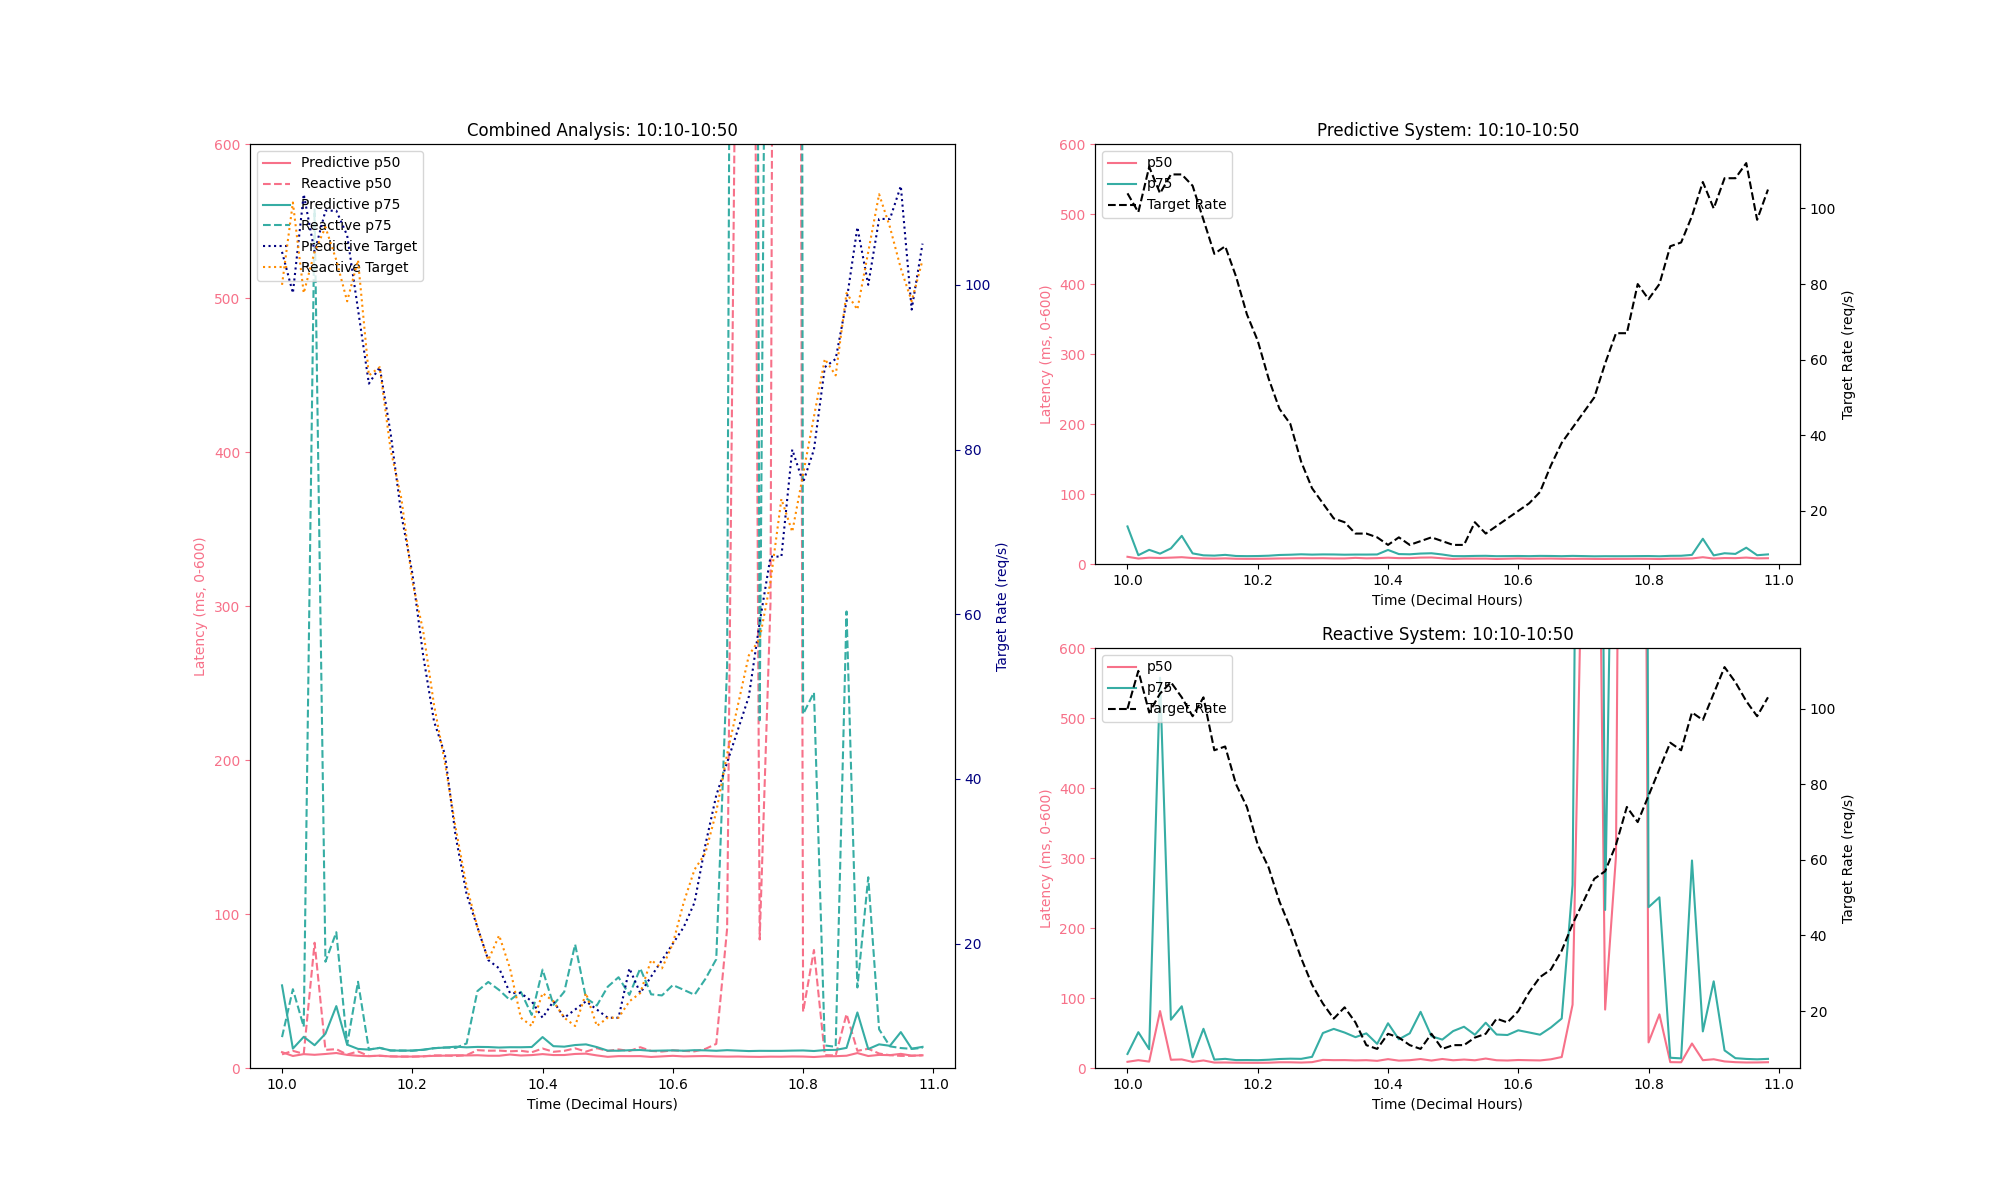 Combined Analysis: 10:10-10:50
600
500
400
300
200
100
0
Latency (ms, 0-600)
Predictive p50
Reactive p50
Predictive p75
Reactive p75
Predictive Target
Reactive Target
100
80
60
40
20
Target Rate (req/s)
10.0 10.2 10.4 10.6 10.8 11.0
Time (Decimal Hours)
Predictive System: 10:10-10:50
600
500
400
300
200
100
0
Latency (ms, 0-600)
p50
p75
Target Rate
100
80
60
40
20
Target Rate (req/s)
10.0 10.2 10.4 10.6 10.8 11.0
Time (Decimal Hours)
Reactive System: 10:10-10:50
600
500
400
300
200
100
0
Latency (ms, 0-600)
p50
p75
Target Rate
100
80
60
40
20
Target Rate (req/s)
10.0 10.2 10.4 10.6 10.8 11.0
Time (Decimal Hours)